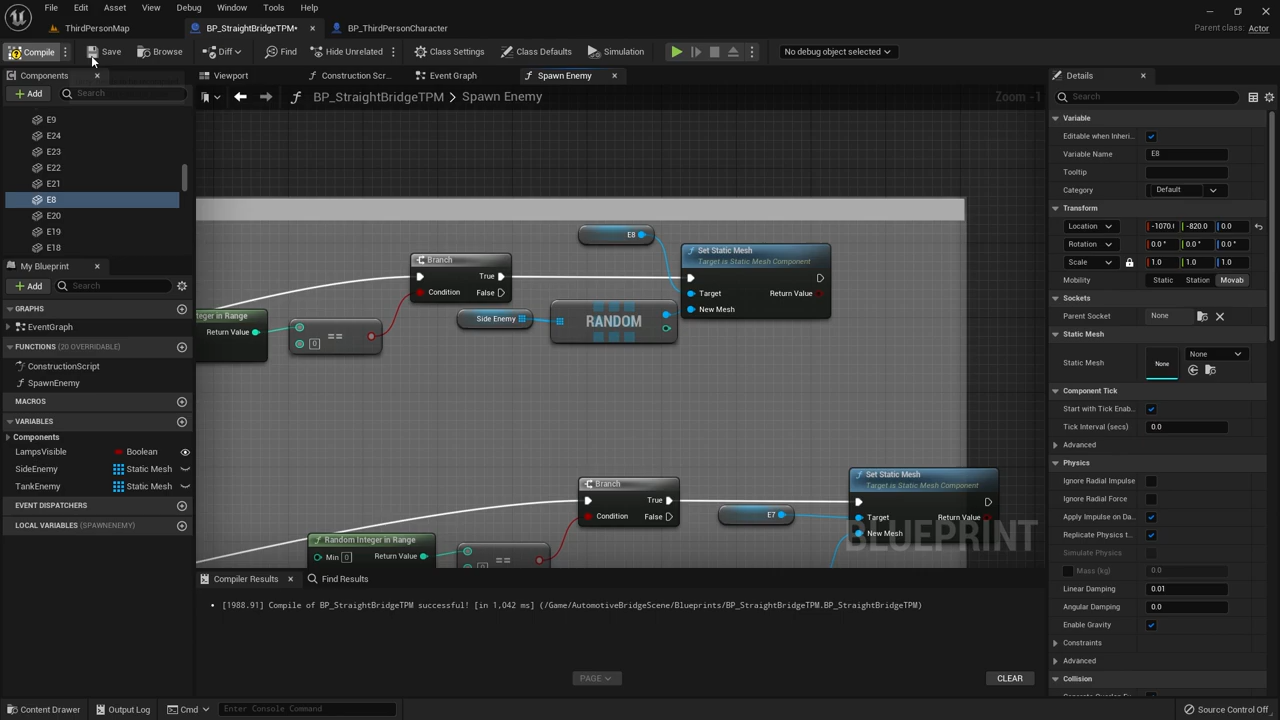 File Edit Asset View Debug Window Tools Help
ThirdPersonMap BP_StraightBridgeTPM* BP_ThirdPersonCharacter Parent class: Actor
Compile Save Browse Diff Find Hide Unrelated Class Settings Class Defaults Simulation No debug object selected
Components Viewport Construction Scr... Event Graph Spawn Enemy Details
Add Search BP_StraightBridgeTPM > Spawn Enemy Zoom -1 Search
E9
E24
E23
E22
E21
E8
E20
E19
E18
My Blueprint
Add Search
GRAPHS
EventGraph
FUNCTIONS (20 OVERRIDABLE)
ConstructionScript
SpawnEnemy
MACROS
VARIABLES
Components
LampsVisible Boolean
SideEnemy Static Mesh
TankEnemy Static Mesh
EVENT DISPATCHERS
LOCAL VARIABLES (SPAWNENEMY)
E8
Set Static Mesh
Target is Static Mesh Component
Target Return Value
New Mesh
Branch
True
Condition False
Integer in Range
Return Value
==
0
Side Enemy
RANDOM
Branch
True
Condition False
E7
Set Static Mesh
Target is Static Mesh Component
Target Return Value
New Mesh
Random Integer in Range
Min 0 Return Value
==
BLUEPRINT
Variable
Editable when Inheri...
Variable Name E8
Tooltip
Category Default
Transform
Location -1070.( -820.0 0.0
Rotation 0.0 ° 0.0 ° 0.0 °
Scale 1.0 1.0 1.0
Mobility Static Station Movab
Sockets
Parent Socket None
Static Mesh
Static Mesh None None
Component Tick
Start with Tick Enab...
Tick Interval (secs) 0.0
Advanced
Physics
Ignore Radial Impulse
Ignore Radial Force
Apply Impulse on Da...
Replicate Physics t...
Simulate Physics
Mass (kg) 0.0
Linear Damping 0.01
Angular Damping 0.0
Enable Gravity
Constraints
Advanced
Collision
Compiler Results Find Results
[1988.91] Compile of BP_StraightBridgeTPM successful! [in 1,042 ms] (/Game/AutomotiveBridgeScene/Blueprints/BP_StraightBridgeTPM.BP_StraightBridgeTPM)
PAGE CLEAR
Content Drawer Output Log Cmd Enter Console Command Source Control Off